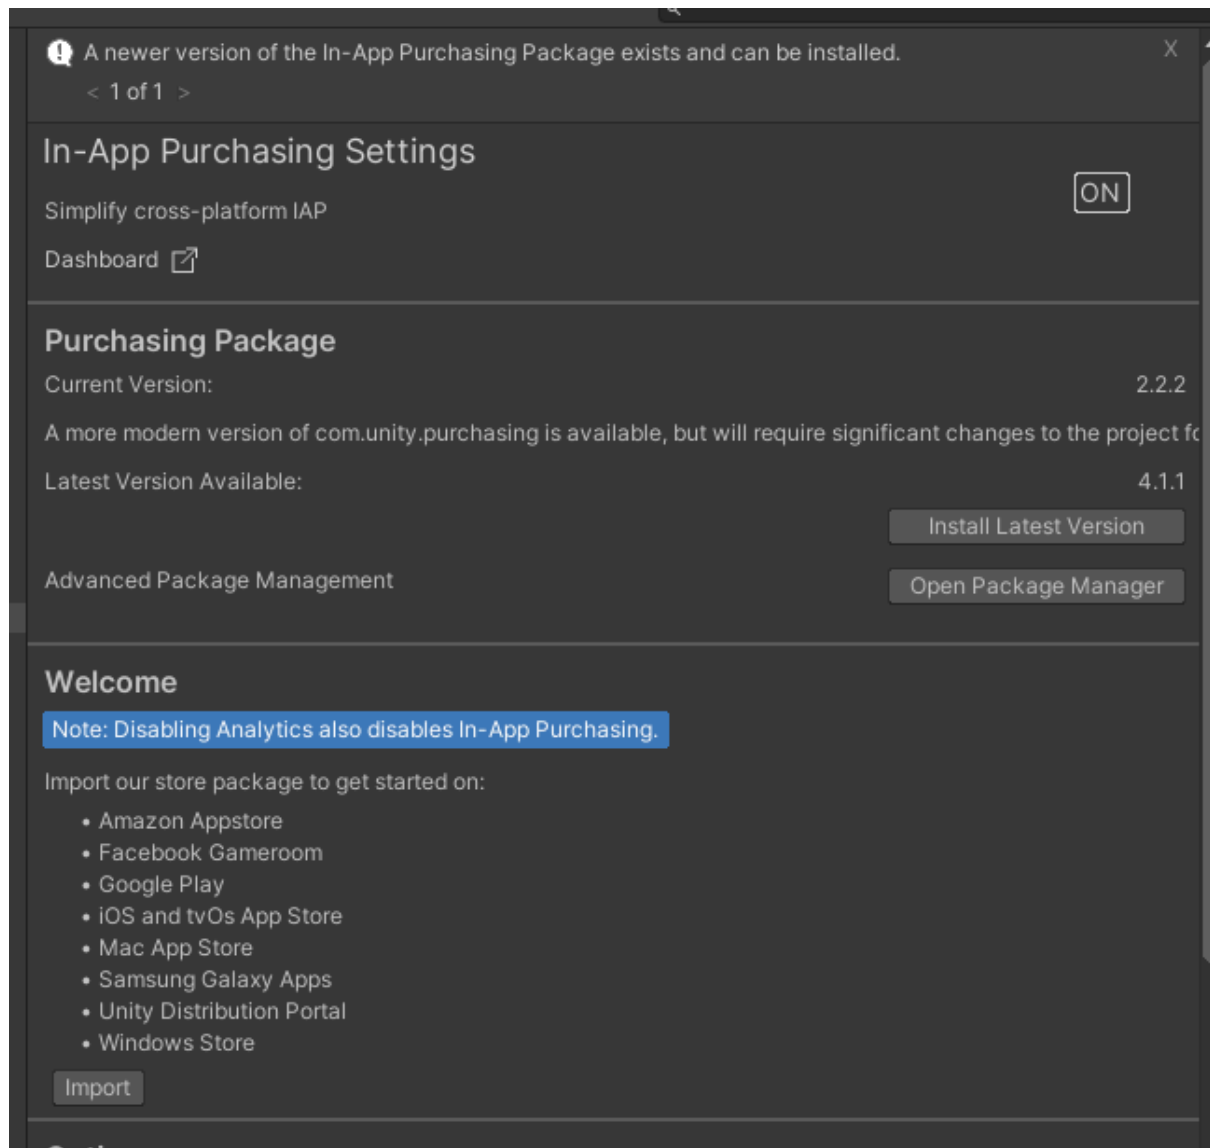 A newer version of the In-App Purchasing Package exists and can be installed.
X
< 1 of 1 >
In-App Purchasing Settings
ON
Simplify cross-platform IAP
Dashboard
Purchasing Package
Current Version: 2.2.2
A more modern version of com.unity.purchasing is available, but will require significant changes to the project
Latest Version Available: 4.1.1
Install Latest Version
Advanced Package Management
Open Package Manager
Welcome
Note: Disabling Analytics also disables In-App Purchasing.
Import our store package to get started on:
• Amazon Appstore
• Facebook Gameroom
• Google Play
• iOS and tvOs App Store
• Mac App Store
• Samsung Galaxy Apps
• Unity Distribution Portal
• Windows Store
Import